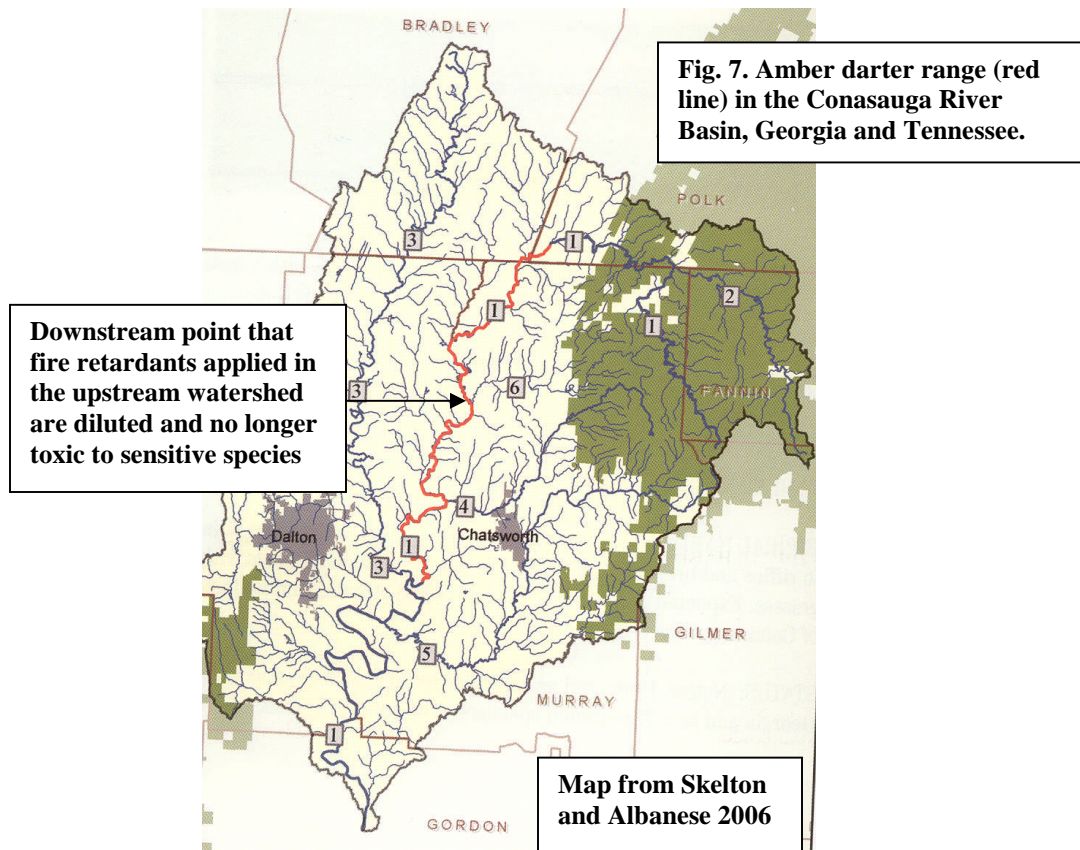 BRADLEY
Fig. 7. Amber darter range (red
line) in the Conasauga River
Basin, Georgia and Tennessee.
POLK
3
1
2
1
1
Downstream point that
fire retardants applied in
the upstream watershed
are diluted and no longer
toxic to sensitive species
3
6
FANNIN
4
Dalton
Chatsworth
1
3
GILMER
5
MURRAY
1
Map from Skelton
and Albanese 2006
GORDON